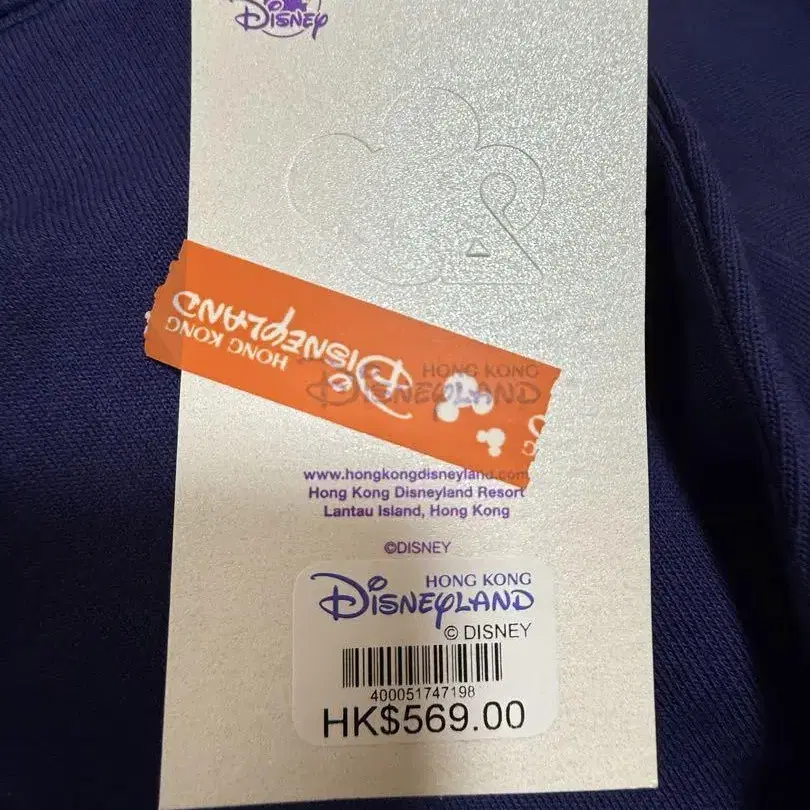 Disney
HONG KONG
DISNEYLAND
HONG KONG
DISNEYLAND
www.hongkongdisneyland.com
Hong Kong Disneyland Resort
Lantau Island, Hong Kong
©DISNEY
HONG KONG
DISNEYLAND
© DISNEY
400051747198
HK$569.00